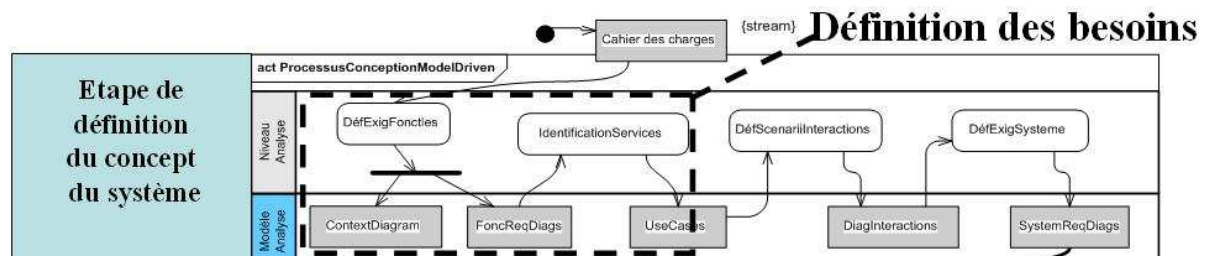 Définition des besoins
{stream}
Cahier des charges
act ProcessusConceptionModelDriven
Etape de
définition
du concept
du système
Niveau
Analyse
DéfExigFonctles
IdentificationServices
DéfScenariiInteractions
DéfExigSysteme
Modèle
Analyse
ContextDiagram
FoncReqDiags
UseCases
DiagInteractions
SystemReqDiags